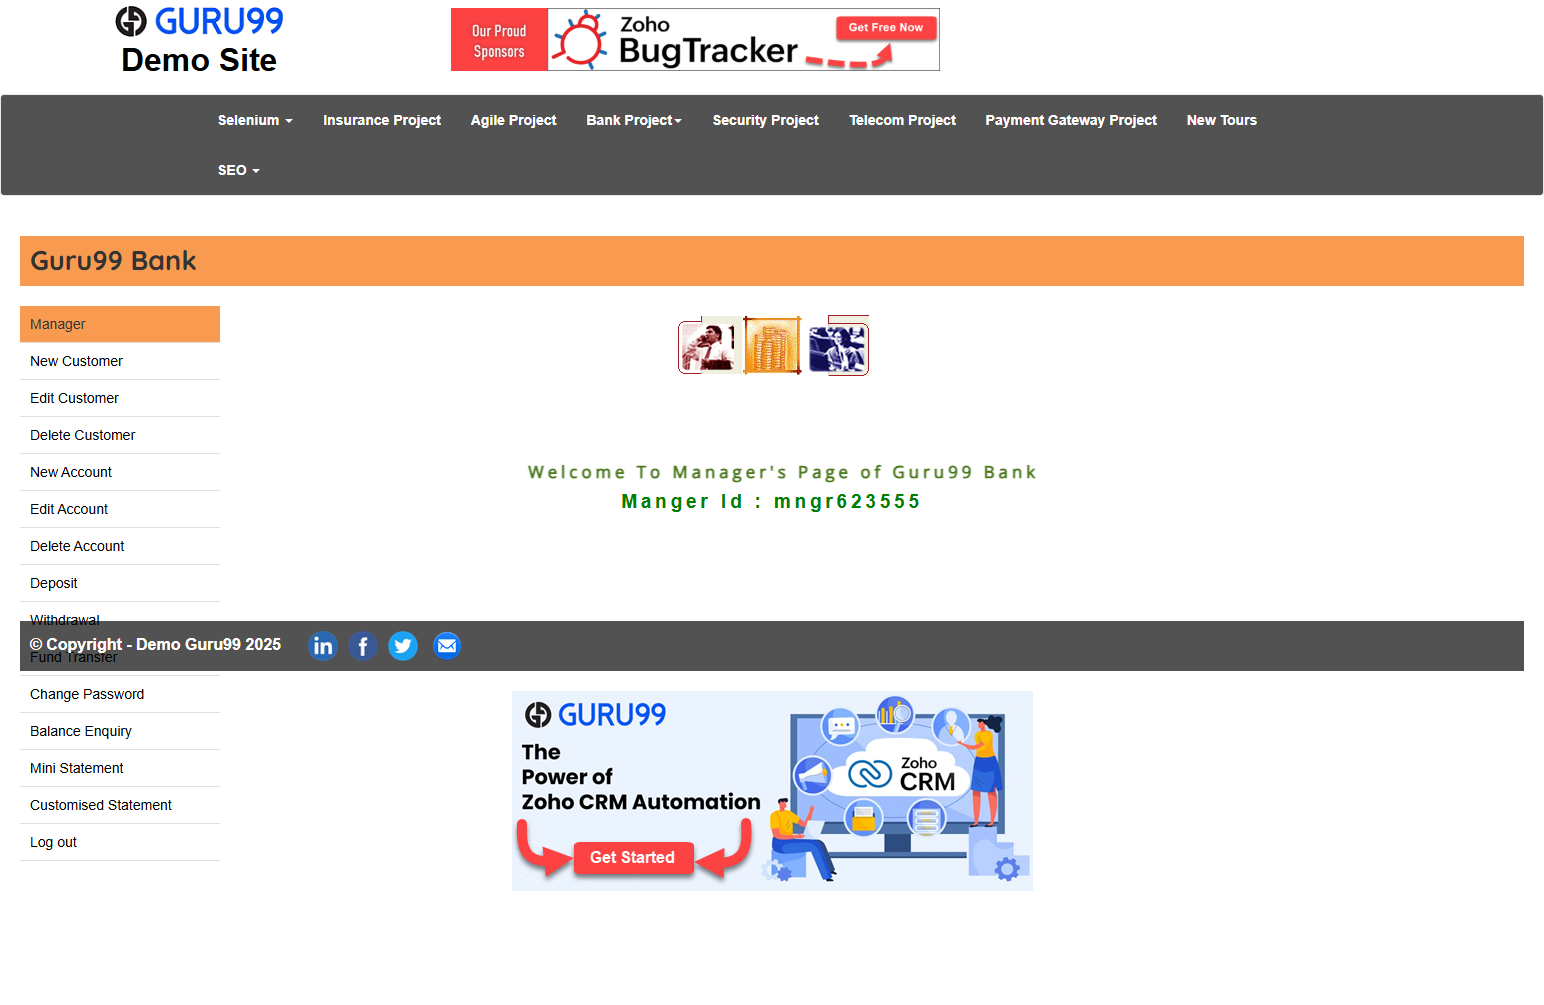 GURU99
Demo Site
Our Proud
Sponsors
Zoho
BugTracker
Get Free Now
Selenium
Insurance Project
Agile Project
Bank Project
Security Project
Telecom Project
Payment Gateway Project
New Tours
SEO
Guru99 Bank
Manager
New Customer
Edit Customer
Delete Customer
New Account
Edit Account
Delete Account
Deposit
Withdrawal
Fund Transfer
Change Password
Balance Enquiry
Mini Statement
Customised Statement
Log out
Welcome To Manager's Page of Guru99 Bank
Manger Id : mngr623555
© Copyright - Demo Guru99 2025
in
f
GURU99
The
Power of
Zoho CRM Automation
Get Started
Zoho
CRM